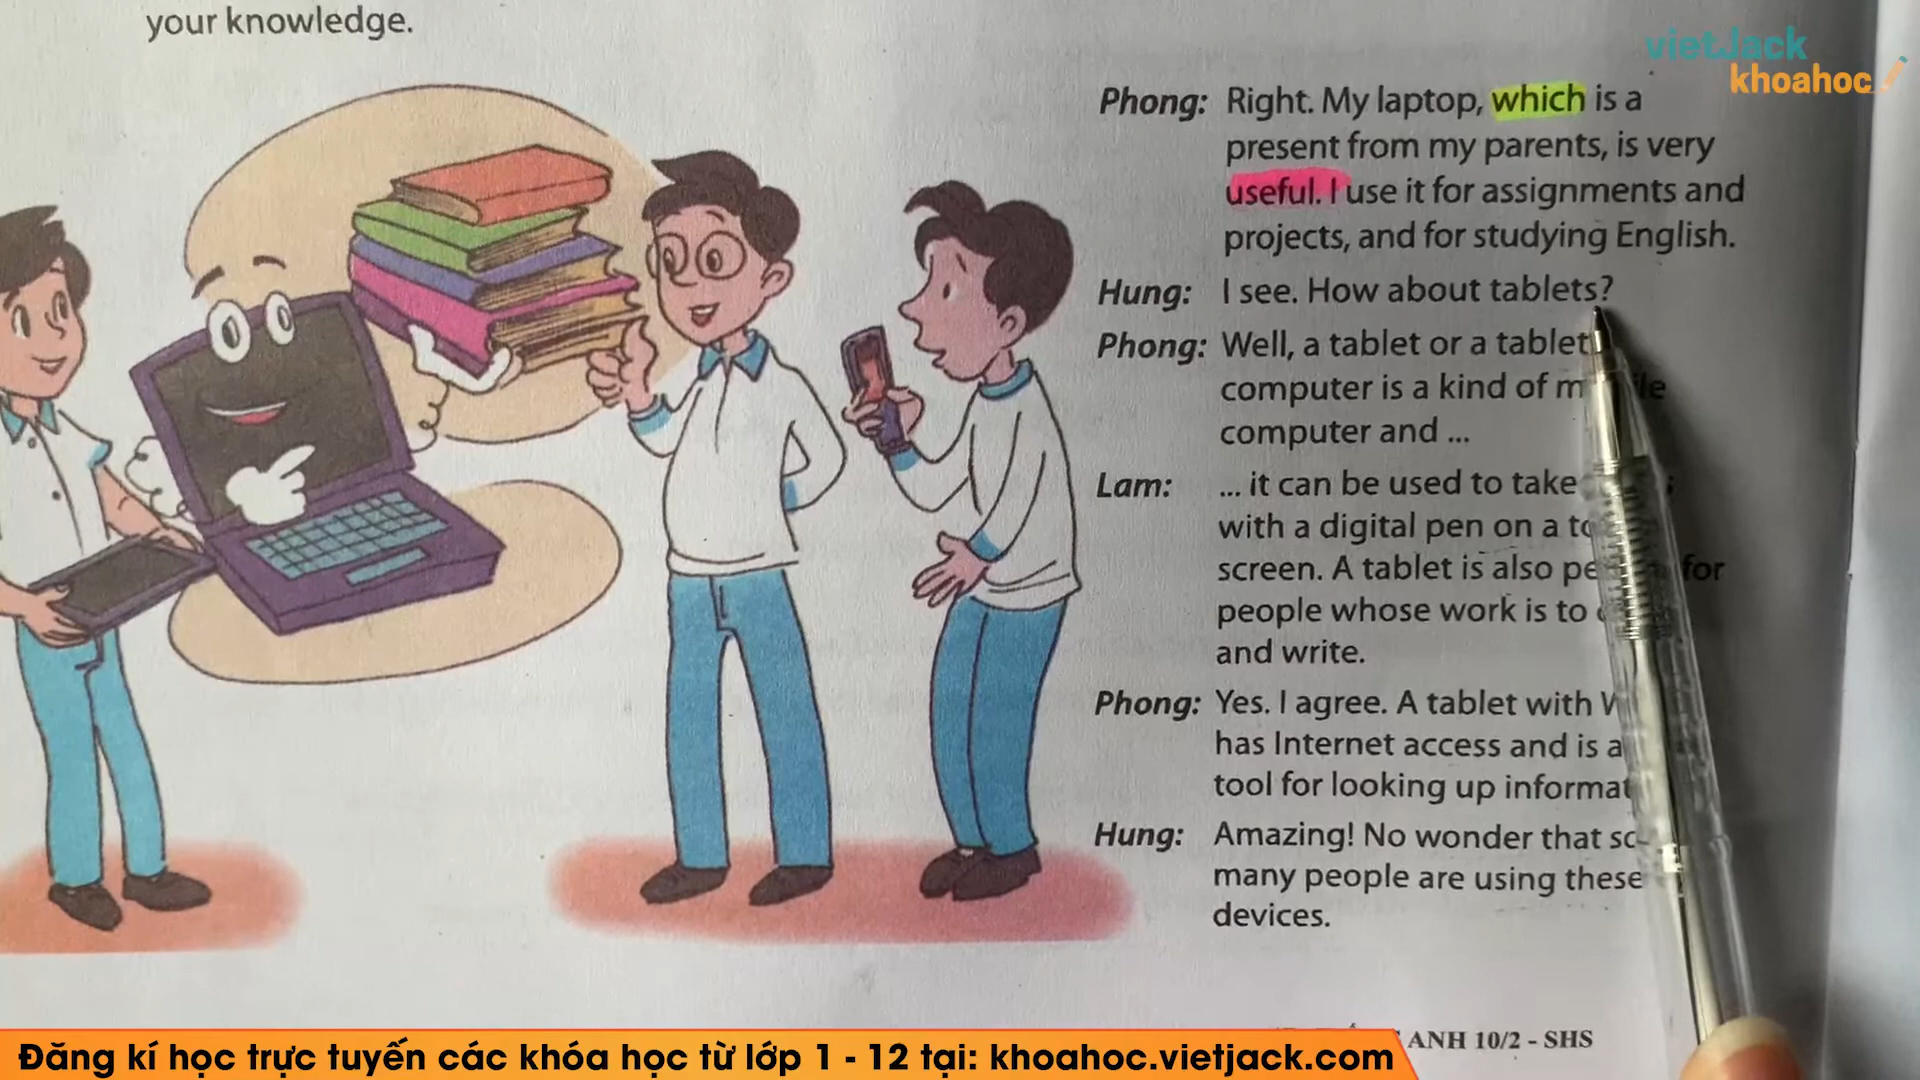 your knowledge.
vietJack
khoahoc
Phong: Right. My laptop, which is a
present from my parents, is very
useful. I use it for assignments and
projects, and for studying English.
Hung: I see. How about tablets?
Phong: Well, a tablet or a tablet
computer is a kind of
computer and ...
Lam: ... it can be used to take
with a digital pen on a
screen. A tablet is also for
people whose work is to
and write.
Phong: Yes. I agree. A tablet with
has Internet access and is a
tool for looking up
Hung: Amazing! No wonder that so
many people are using these
devices.
ANH 10/2 - SHS
Đăng kí học trực tuyến các khóa học từ lớp 1 - 12 tại: khoahoc.vietjack.com